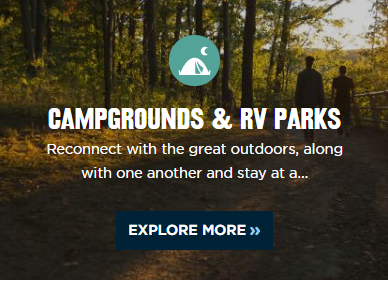 CAMPGROUNDS & RV PARKS
Reconnect with the great outdoors, along
with one another and stay at a...
EXPLORE MORE »